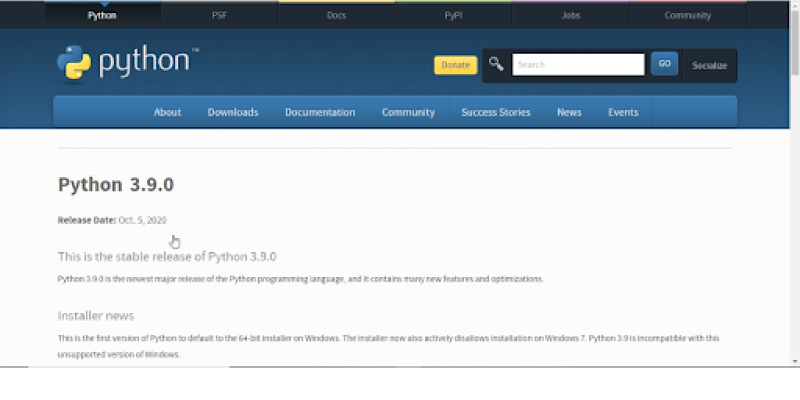 Python PSF Docs PyPI Jobs Community
python™ Donate Search GO Socialize
About Downloads Documentation Community Success Stories News Events
Python 3.9.0
Release Date: Oct. 5, 2020
This is the stable release of Python 3.9.0
Python 3.9.0 is the newest major release of the Python programming language, and it contains many new features and optimizations.
Installer news
This is the first version of Python to default to the 64-bit installer on Windows. The installer now also actively disallows installation on Windows 7. Python 3.9 is incompatible with this
unsupported version of Windows.